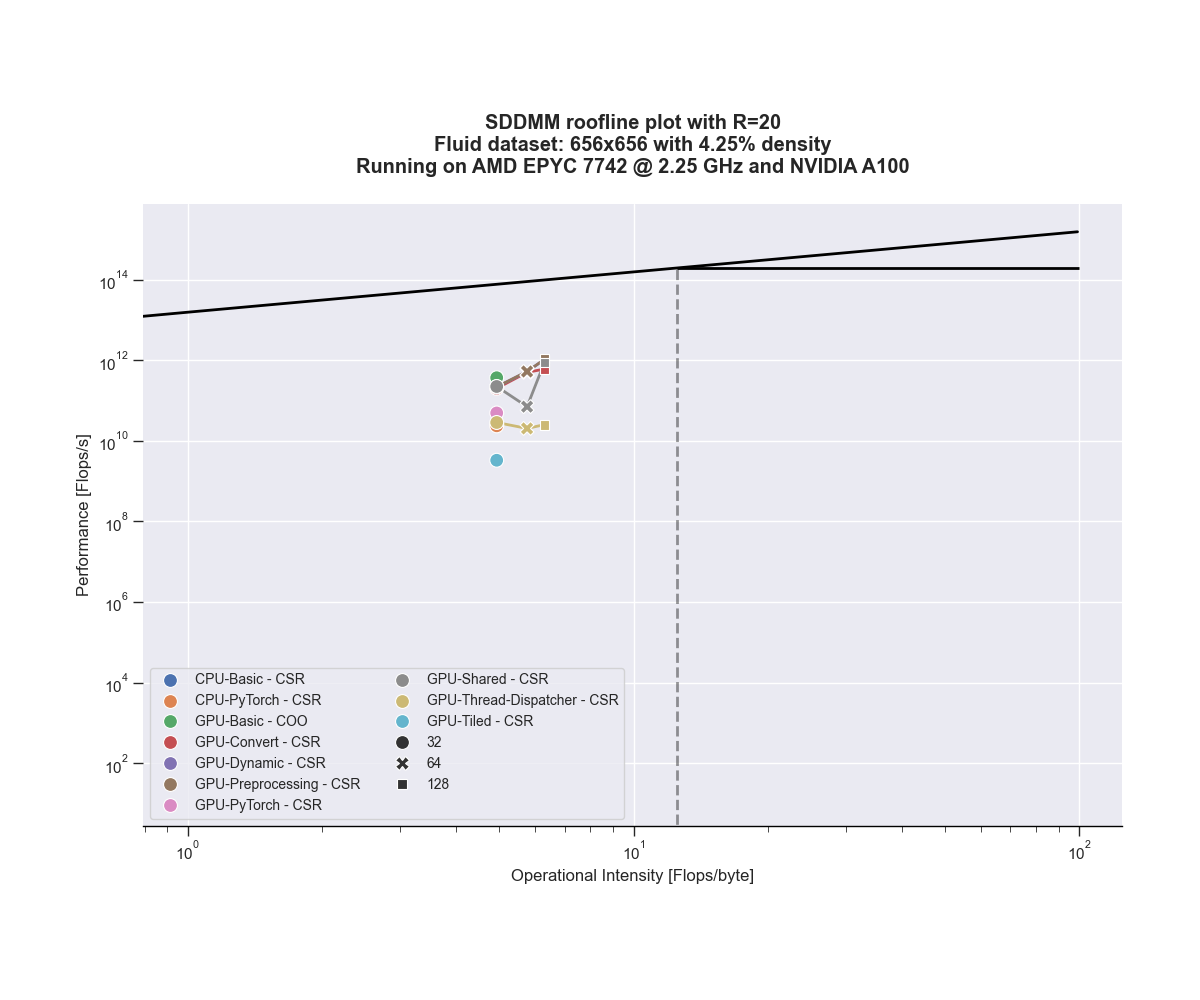 SDDMM roofline plot with R=20
Fluid dataset: 656x656 with 4.25% density
Running on AMD EPYC 7742 @ 2.25 GHz and NVIDIA A100
Performance [Flops/s]
10^14
10^12
10^10
10^8
10^6
10^4
10^2
CPU-Basic - CSR
CPU-PyTorch - CSR
GPU-Basic - COO
GPU-Convert - CSR
GPU-Dynamic - CSR
GPU-Preprocessing - CSR
GPU-PyTorch - CSR
GPU-Shared - CSR
GPU-Thread-Dispatcher - CSR
GPU-Tiled - CSR
32
64
128
10^0
10^1
10^2
Operational Intensity [Flops/byte]